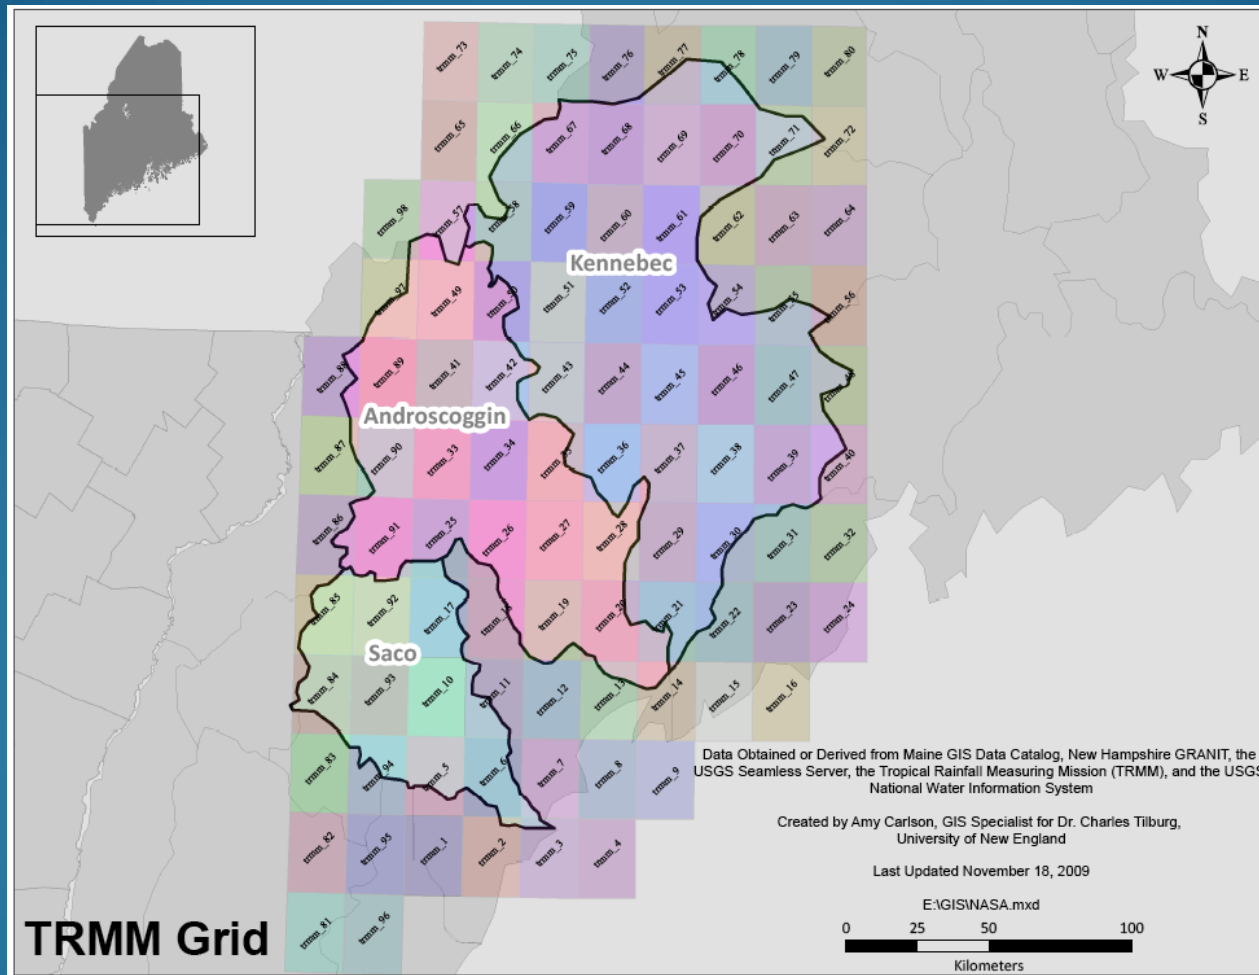 N
W E
S
trmm_73 trmm_74 trmm_75 trmm_76 trmm_77 trmm_78 trmm_79 trmm_80
trmm_65 trmm_66 trmm_67 trmm_68 trmm_69 trmm_70 trmm_71 trmm_72
trmm_98 trmm_57 trmm_58 trmm_59 trmm_60 trmm_61 trmm_62 trmm_63 trmm_64
Kennebec
trmm_97 trmm_49 trmm_50 trmm_51 trmm_52 trmm_53 trmm_54 trmm_55 trmm_56
trmm_88 trmm_89 trmm_41 trmm_42 trmm_43 trmm_44 trmm_45 trmm_46 trmm_47
Androscoggin
trmm_87 trmm_90 trmm_33 trmm_34 trmm_36 trmm_37 trmm_38 trmm_39 trmm_40
trmm_86 trmm_91 trmm_25 trmm_26 trmm_27 trmm_28 trmm_29 trmm_30 trmm_31 trmm_32
trmm_85 trmm_92 trmm_17 trmm_19 trmm_20 trmm_21 trmm_22 trmm_23 trmm_24
Saco
trmm_84 trmm_93 trmm_10 trmm_11 trmm_12 trmm_13 trmm_14 trmm_15 trmm_16
trmm_83 trmm_94 trmm_5 trmm_6 trmm_7 trmm_8 trmm_9
trmm_82 trmm_95 trmm_1 trmm_2 trmm_3 trmm_4
trmm_81 trmm_96
Data Obtained or Derived from Maine GIS Data Catalog, New Hampshire GRANIT, the
USGS Seamless Server, the Tropical Rainfall Measuring Mission (TRMM), and the USGS
National Water Information System
Created by Amy Carlson, GIS Specialist for Dr. Charles Tilburg,
University of New England
Last Updated November 18, 2009
E:\GIS\NASA.mxd
0 25 50 100
Kilometers
TRMM Grid